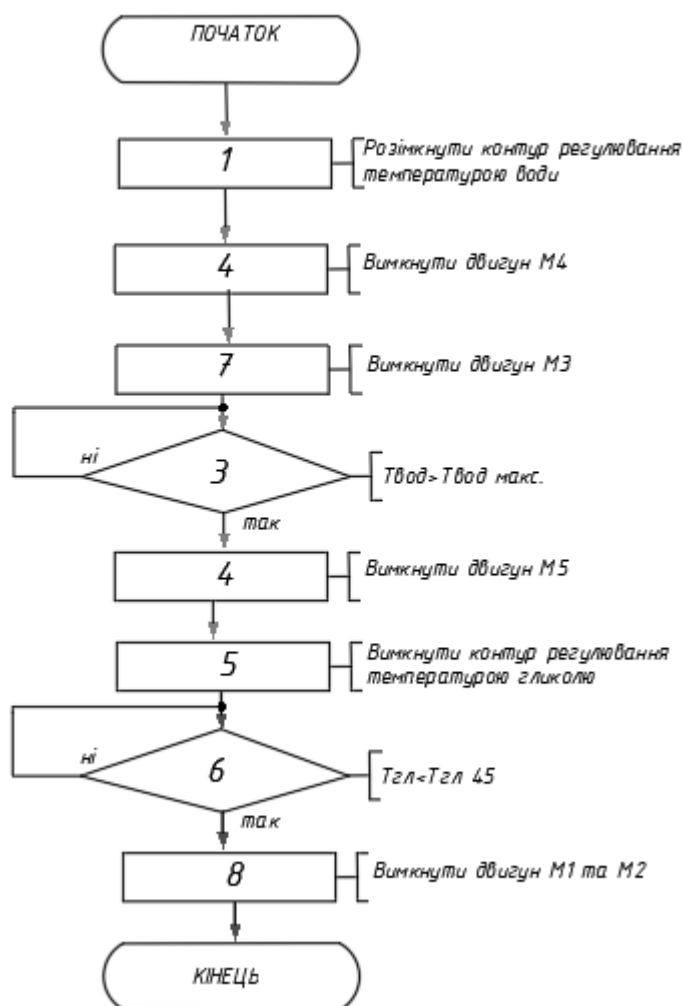 ПОЧАТОК
1
Розімкнути контур регулювання
температурою води
4
Вимкнути двигун М4
7
Вимкнути двигун М3
ні
3
Твод>Твод макс.
так
4
Вимкнути двигун М5
5
Вимкнути контур регулювання
температурою гликолю
ні
6
Тгл<Тгл 45
так
8
Вимкнути двигун М1 та М2
КІНЕЦЬ